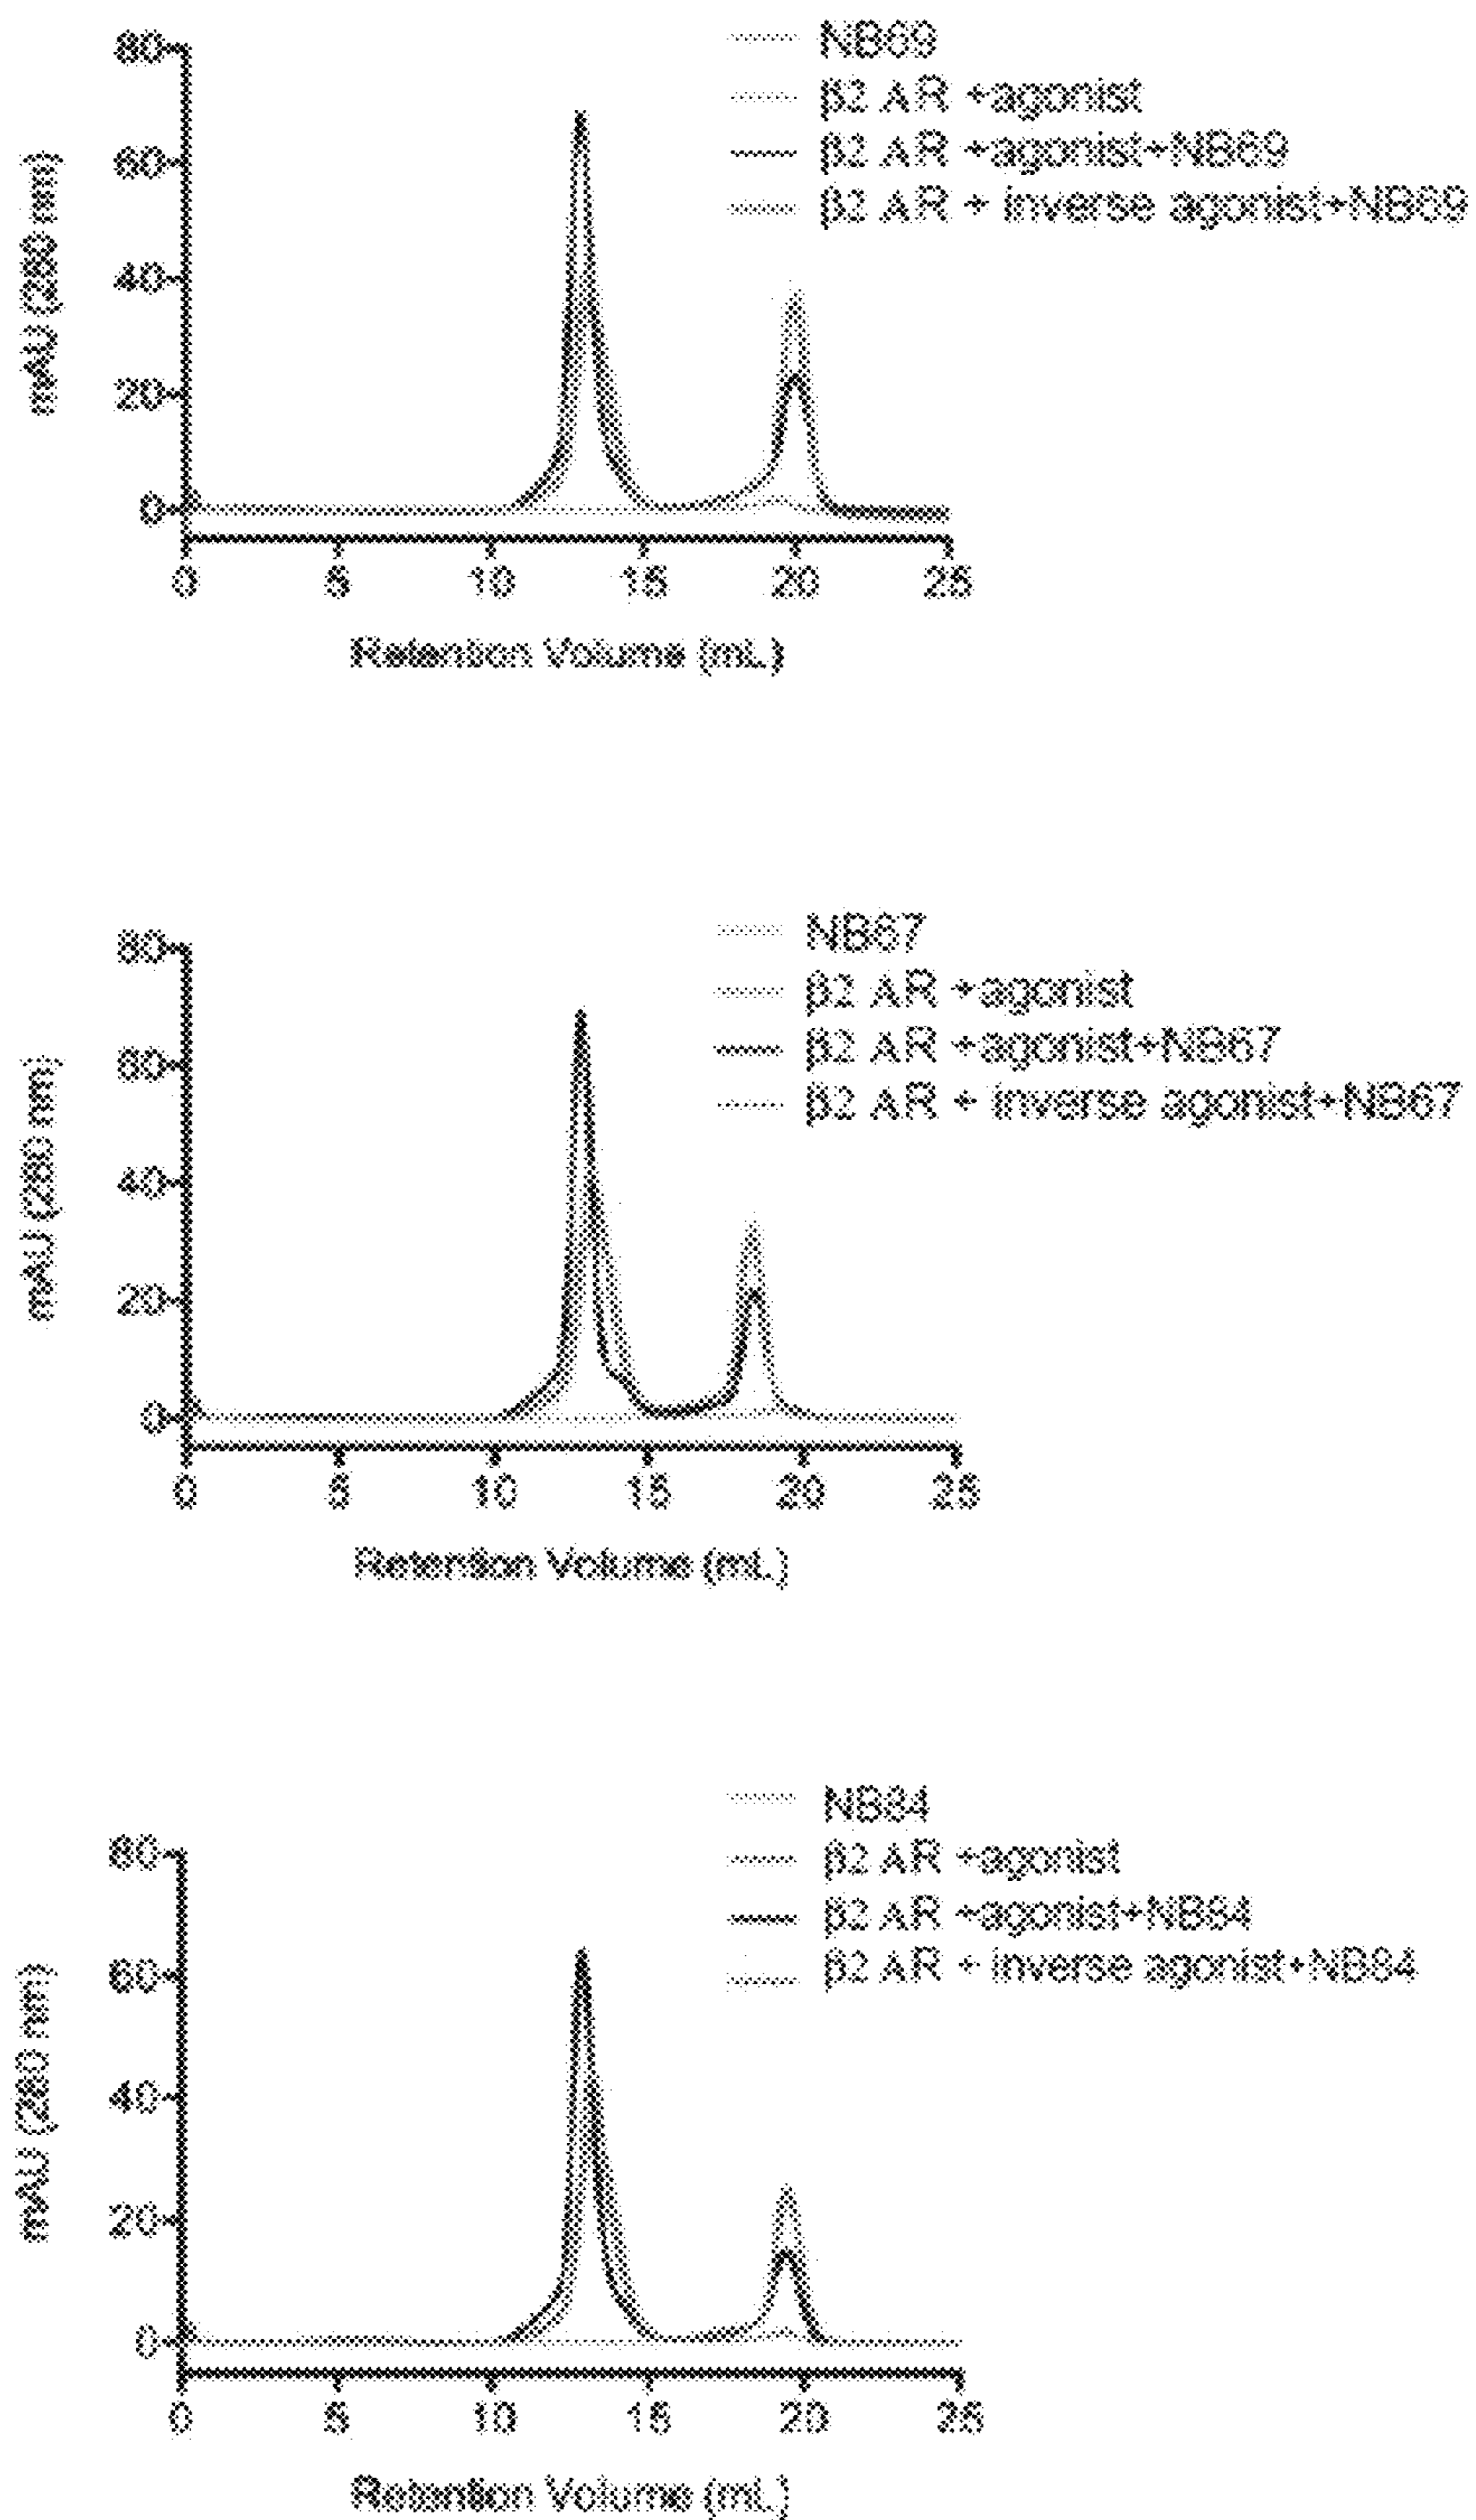 80
NB69
β2 AR +agonist
β2 AR +agonist+NB69
β2 AR + inverse agonist+NB69
60
40
20
0
mAU (280 nm)
0 5 10 15 20 25
Retention Volume (mL)
80
NB67
β2 AR +agonist
β2 AR +agonist+NB67
β2 AR + inverse agonist+NB67
60
40
20
0
mAU (280 nm)
0 5 10 15 20 25
Retention Volume (mL)
NB84
β2 AR +agonist
β2 AR +agonist+NB84
β2 AR + inverse agonist+NB84
80
60
40
20
0
mAU (280 nm)
0 5 10 15 20 25
Retention Volume (mL)